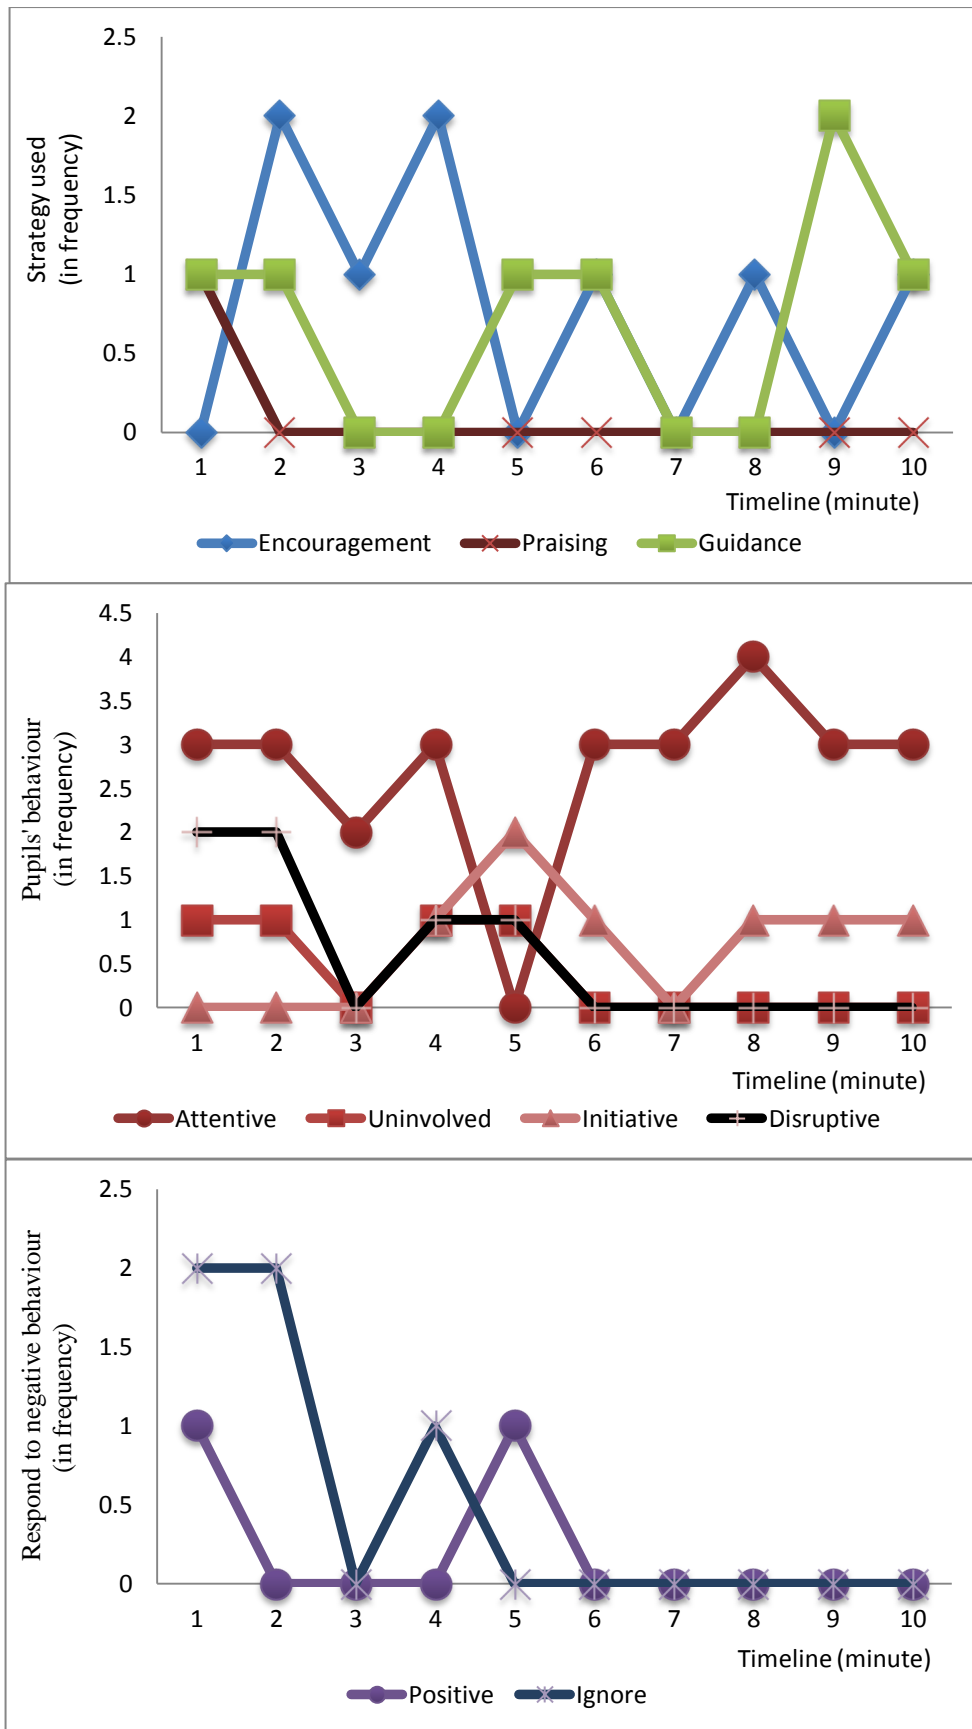 2.5
2
1.5
1
0.5
0
Strategy used
(in frequency)
1 2 3 4 5 6 7 8 9 10
Timeline (minute)
Encouragement Praising Guidance
4.5
4
3.5
3
2.5
2
1.5
1
0.5
0
Pupils' behaviour
(in frequency)
1 2 3 4 5 6 7 8 9 10
Timeline (minute)
Attentive Uninvolved Initiative Disruptive
2.5
2
1.5
1
0.5
0
Respond to negative behaviour
(in frequency)
1 2 3 4 5 6 7 8 9 10
Timeline (minute)
Positive Ignore